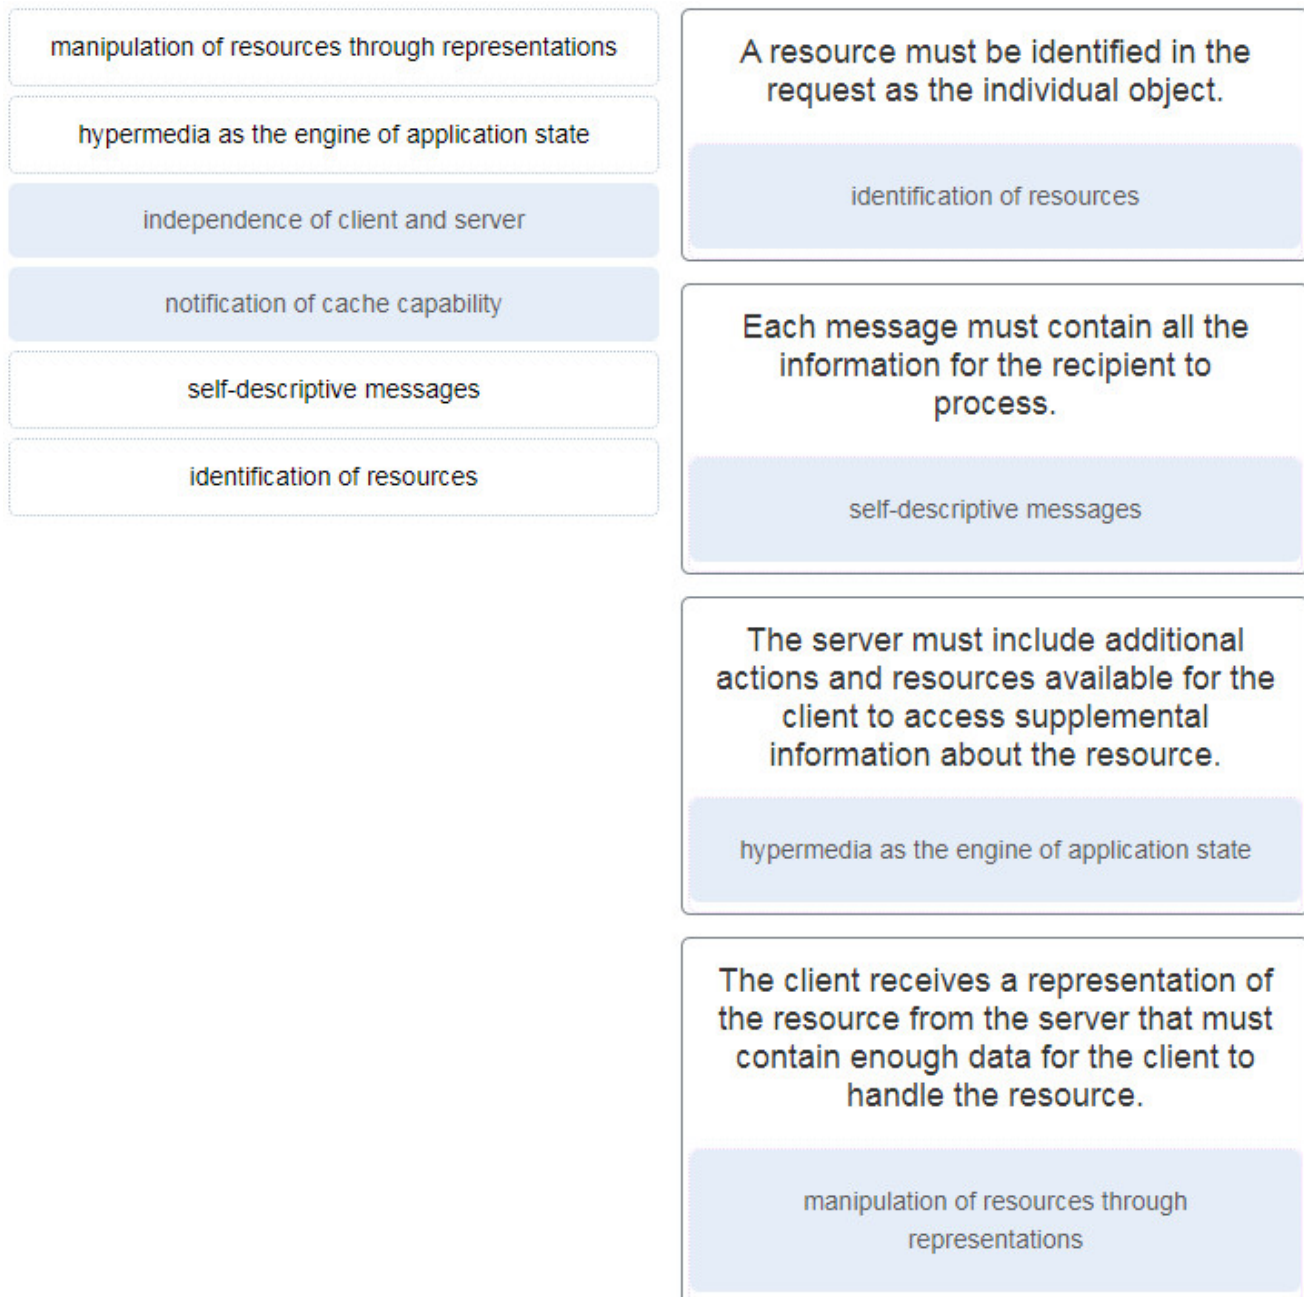 manipulation of resources through representations
hypermedia as the engine of application state
independence of client and server
notification of cache capability
self-descriptive messages
identification of resources
A resource must be identified in the
request as the individual object.
identification of resources
Each message must contain all the
information for the recipient to
process.
self-descriptive messages
The server must include additional
actions and resources available for the
client to access supplemental
information about the resource.
hypermedia as the engine of application state
The client receives a representation of
the resource from the server that must
contain enough data for the client to
handle the resource.
manipulation of resources through
representations